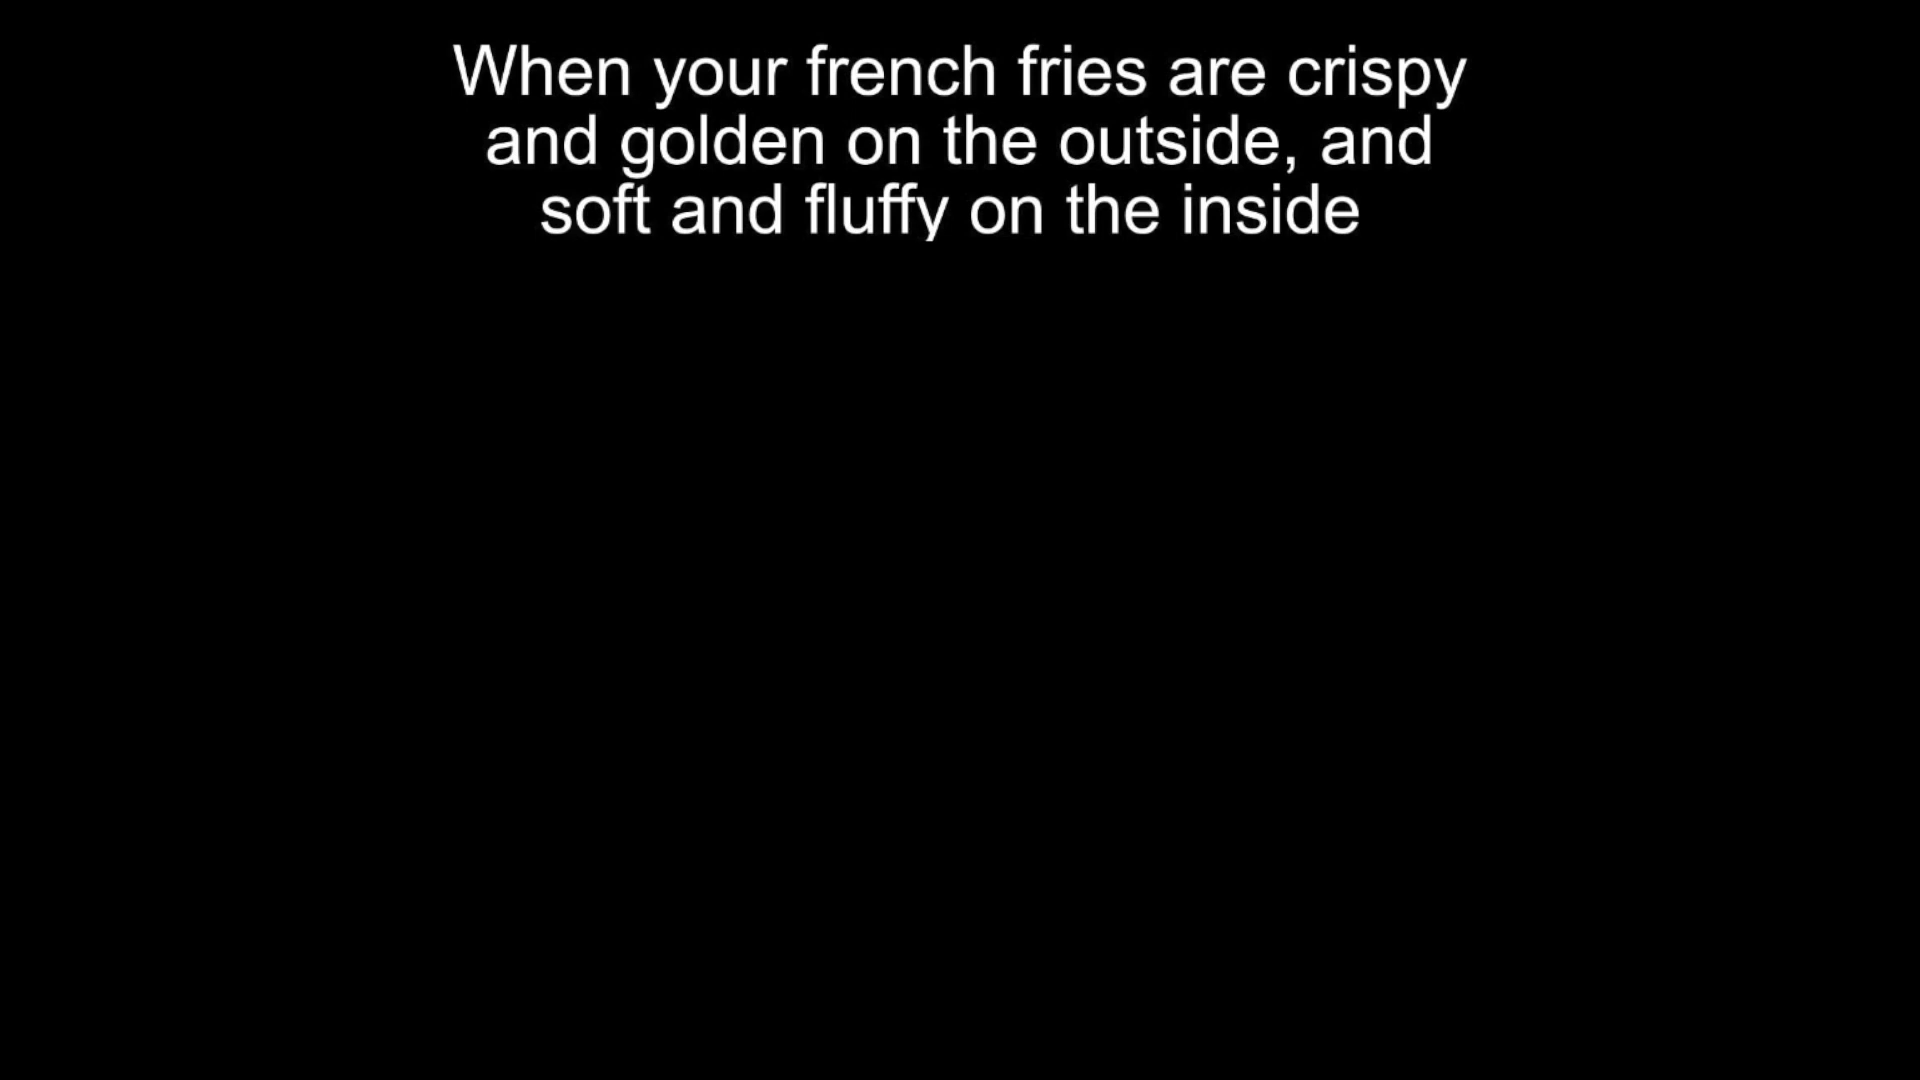 When your french fries are crispy
and golden on the outside, and
soft and fluffy on the inside